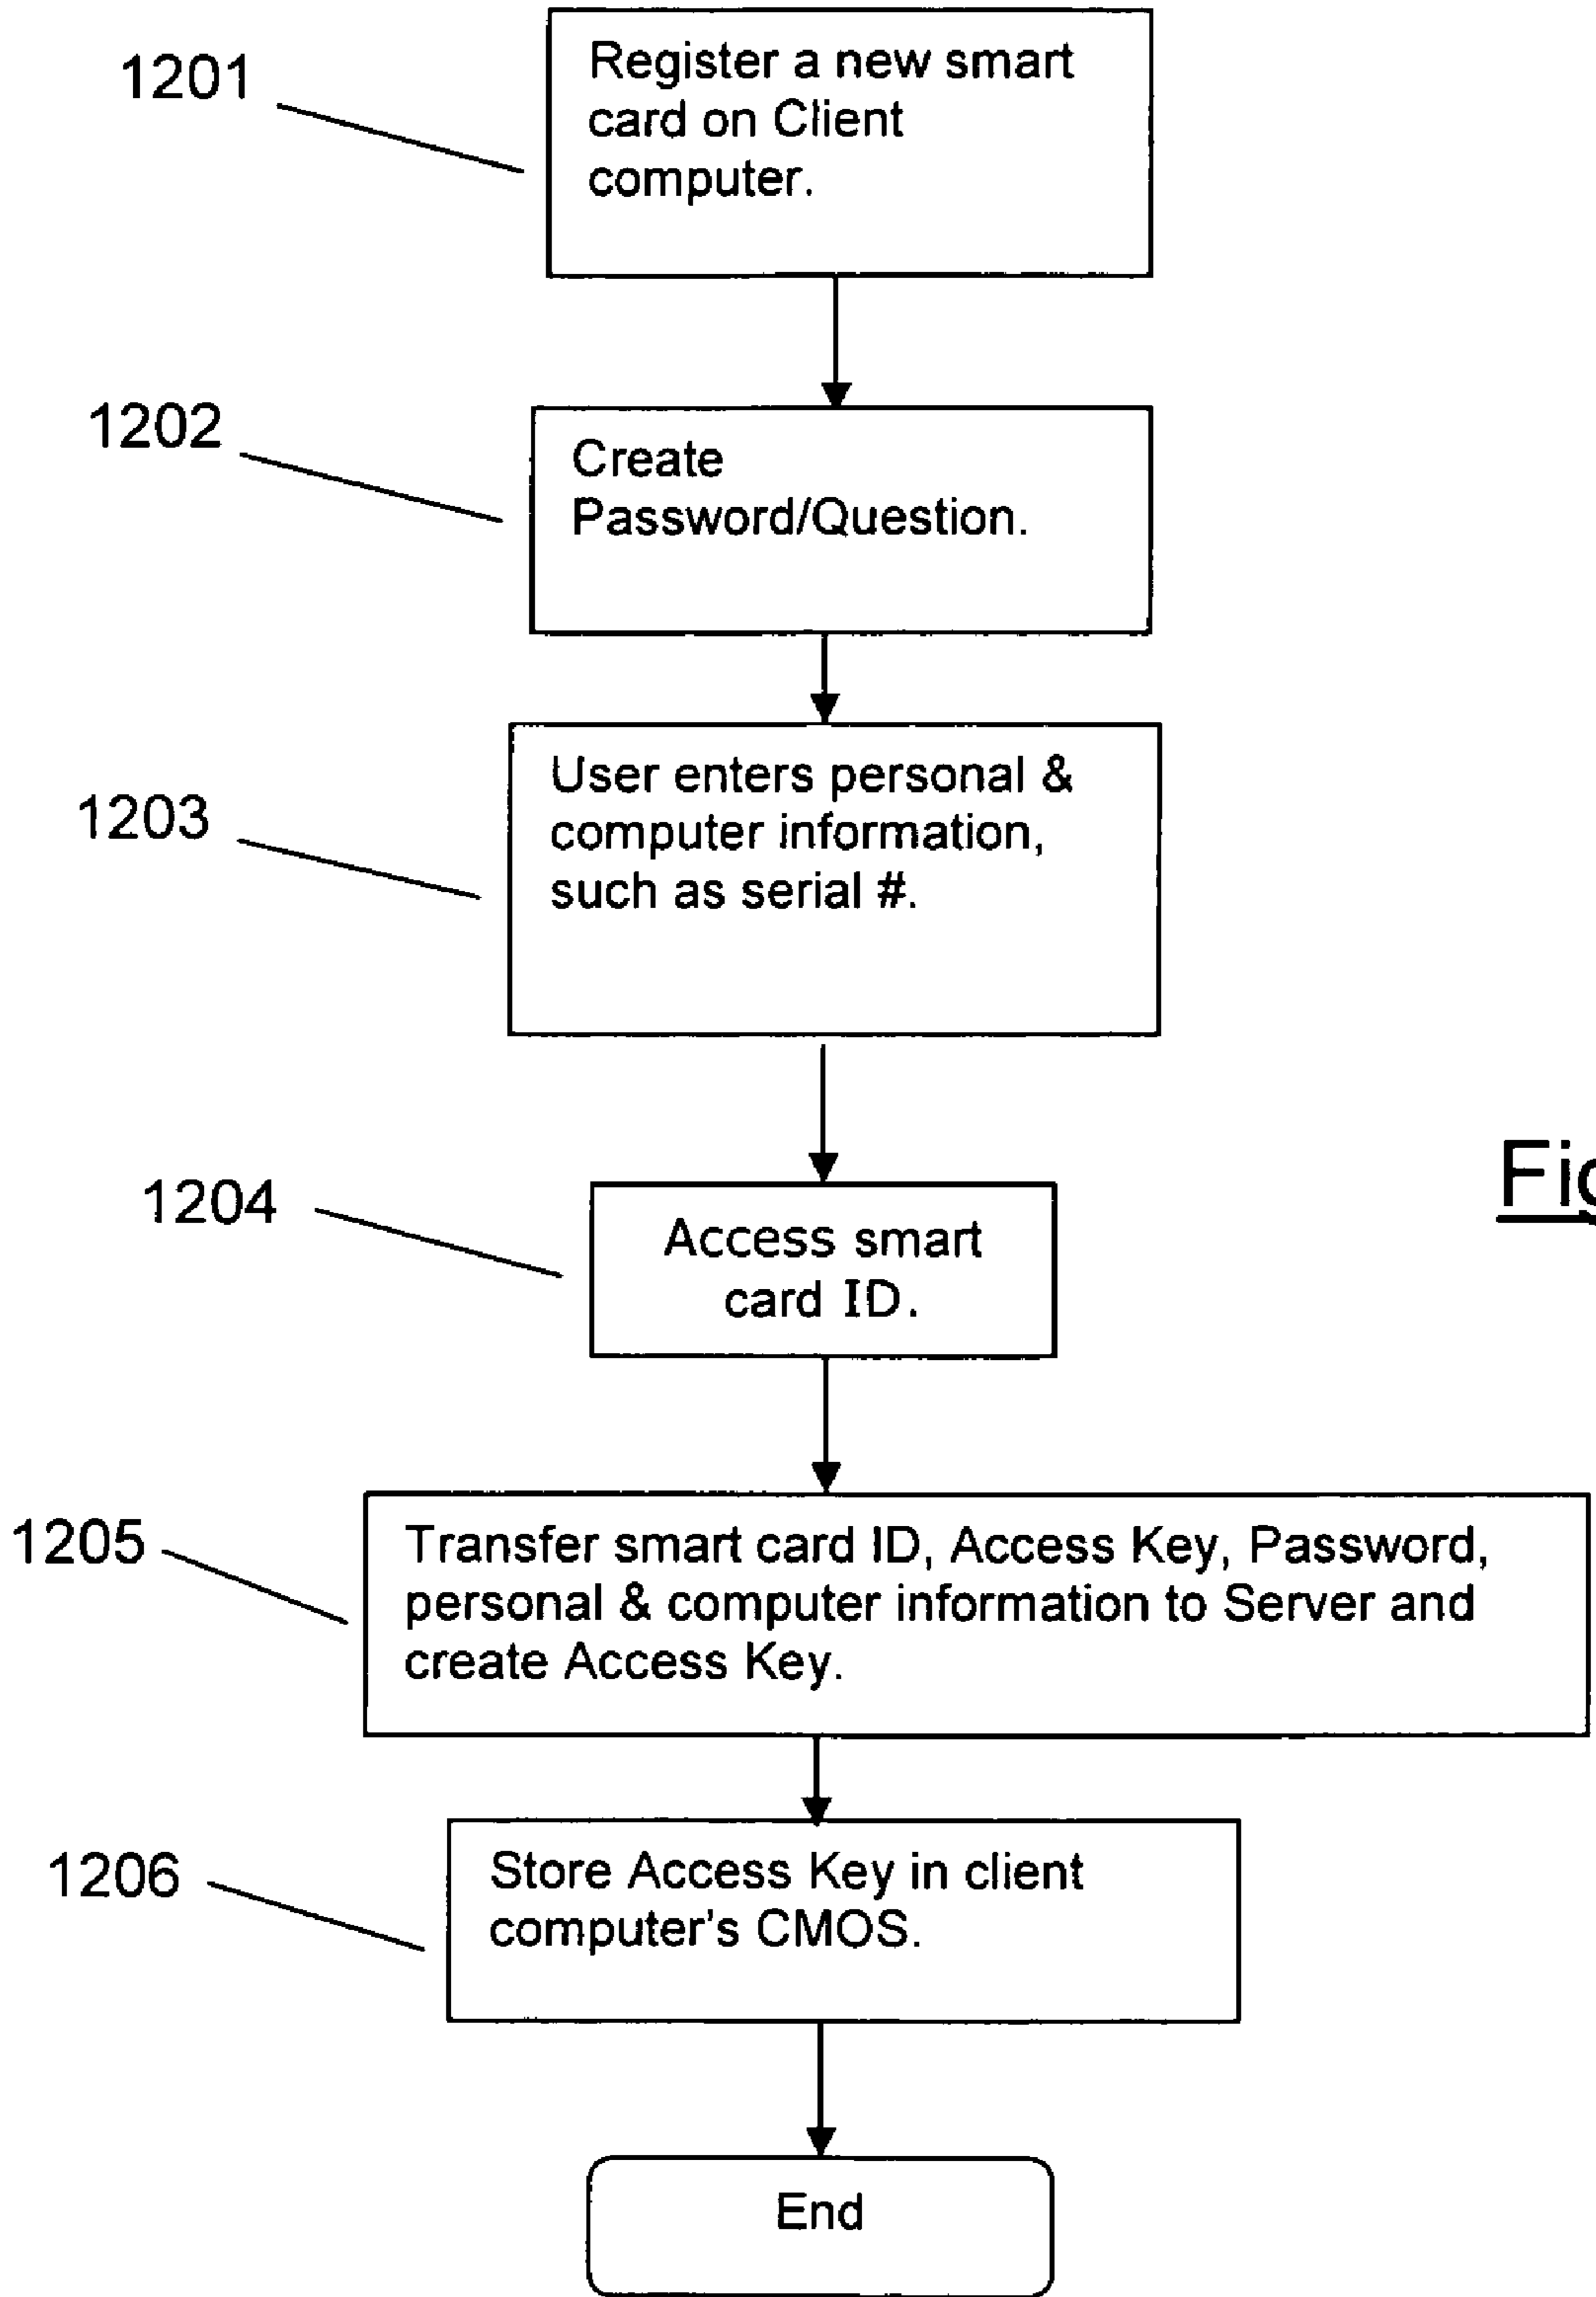 1201
Register a new smart
card on Client
computer.
1202
Create
Password/Question.
1203
User enters personal &
computer information,
such as serial #.
1204
Access smart
card ID.
1205
Transfer smart card ID, Access Key, Password,
personal & computer information to Server and
create Access Key.
1206
Store Access Key in client
computer's CMOS.
End